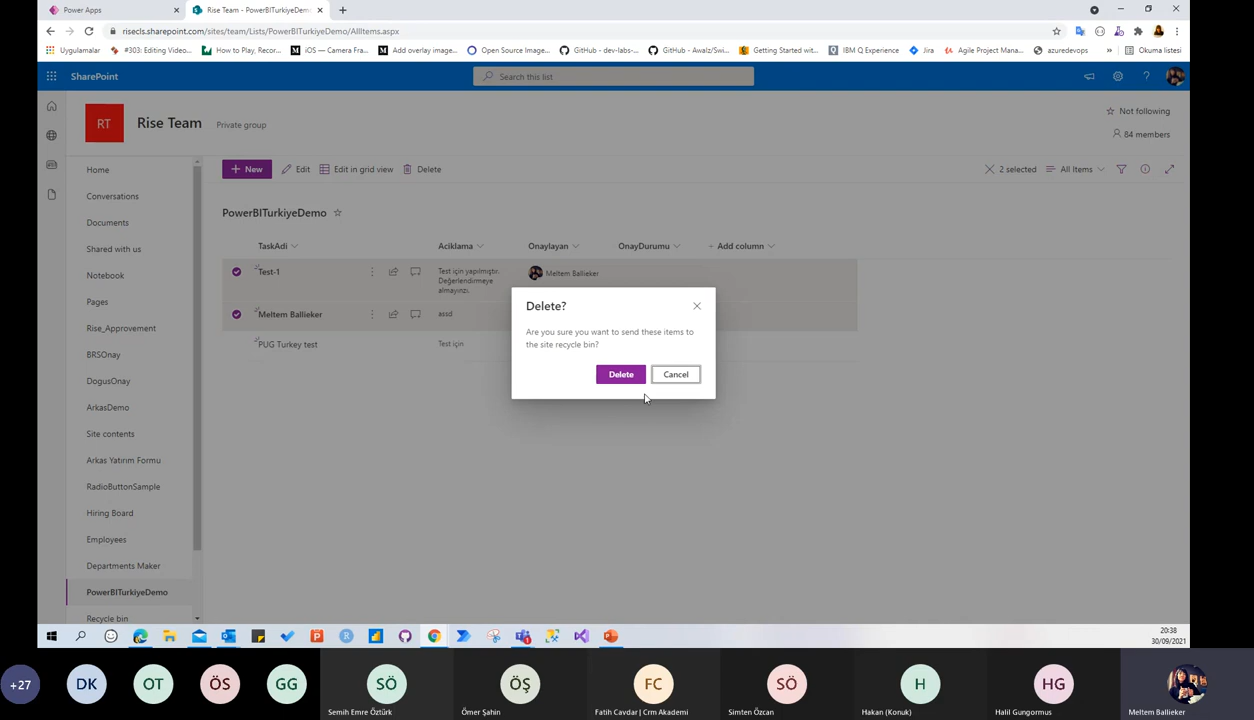 Power Apps
Rise Team - PowerBITurkiyeDemo
risecls.sharepoint.com/sites/team/Lists/PowerBITurkiyeDemo/AllItems.aspx
Uygulamalar
#303: Editing Video...
How to Play, Recor...
iOS — Camera Fra...
Add overlay image...
Open Source Imag...
GitHub - dev-labs-...
GitHub - Awalz/Swi...
Getting Started wit...
IBM Q Experience
Jira
Agile Project Mana...
azuredevops
»
Okuma listesi
SharePoint
Search this list
RT
Rise Team
Private group
Not following
84 members
Home
Conversations
Documents
Shared with us
Notebook
Pages
Rise_Approvement
BRSOnay
DogusOnay
ArkasDemo
Site contents
Arkas Yatırım Formu
RadioButtonSample
Hiring Board
Employees
Departments Maker
PowerBITurkiyeDemo
Recycle bin
+ New
Edit
Edit in grid view
Delete
2 selected
All Items
PowerBITurkiyeDemo
TaskAdi
Aciklama
Onaylayan
OnayDurumu
+ Add column
Test-1
Test için yapılmıştır.
Değerlendirmeye
almayınız.
Meltem Ballieker
Meltem Ballieker
assd
PUG Turkey test
Test için
Delete?
Are you sure you want to send these items to
the site recycle bin?
Delete
Cancel
20:38
30/09/2021
+27
DK
OT
ÖS
GG
SÖ
Semih Emre Öztürk
ÖŞ
Ömer Şahin
FC
Fatih Cavdar | Crm Akademi
SÖ
Simten Özcan
H
Hakan (Konuk)
HG
Halil Gungormus
Meltem Ballieker